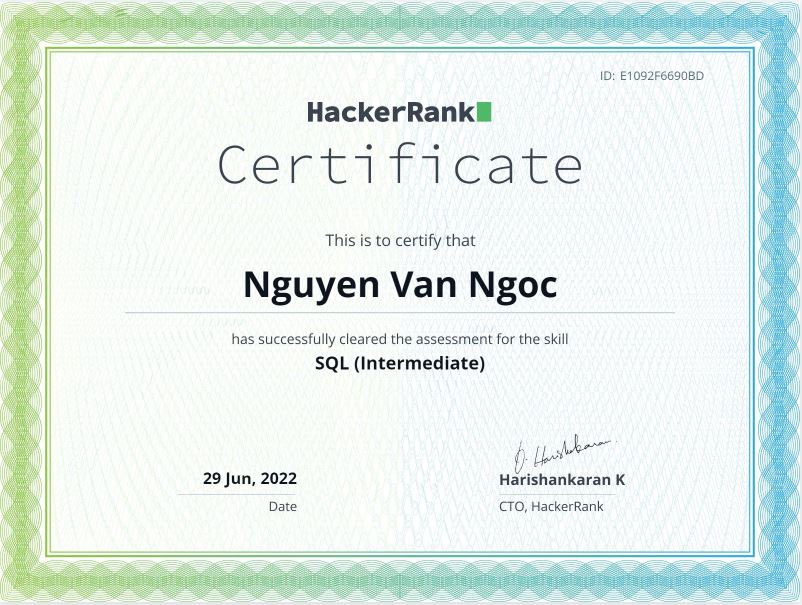 ID: E1092F6690BD
HackerRank
Certificate
This is to certify that
Nguyen Van Ngoc
has successfully cleared the assessment for the skill
SQL (Intermediate)
29 Jun, 2022
Date
Harishankaran K
CTO, HackerRank